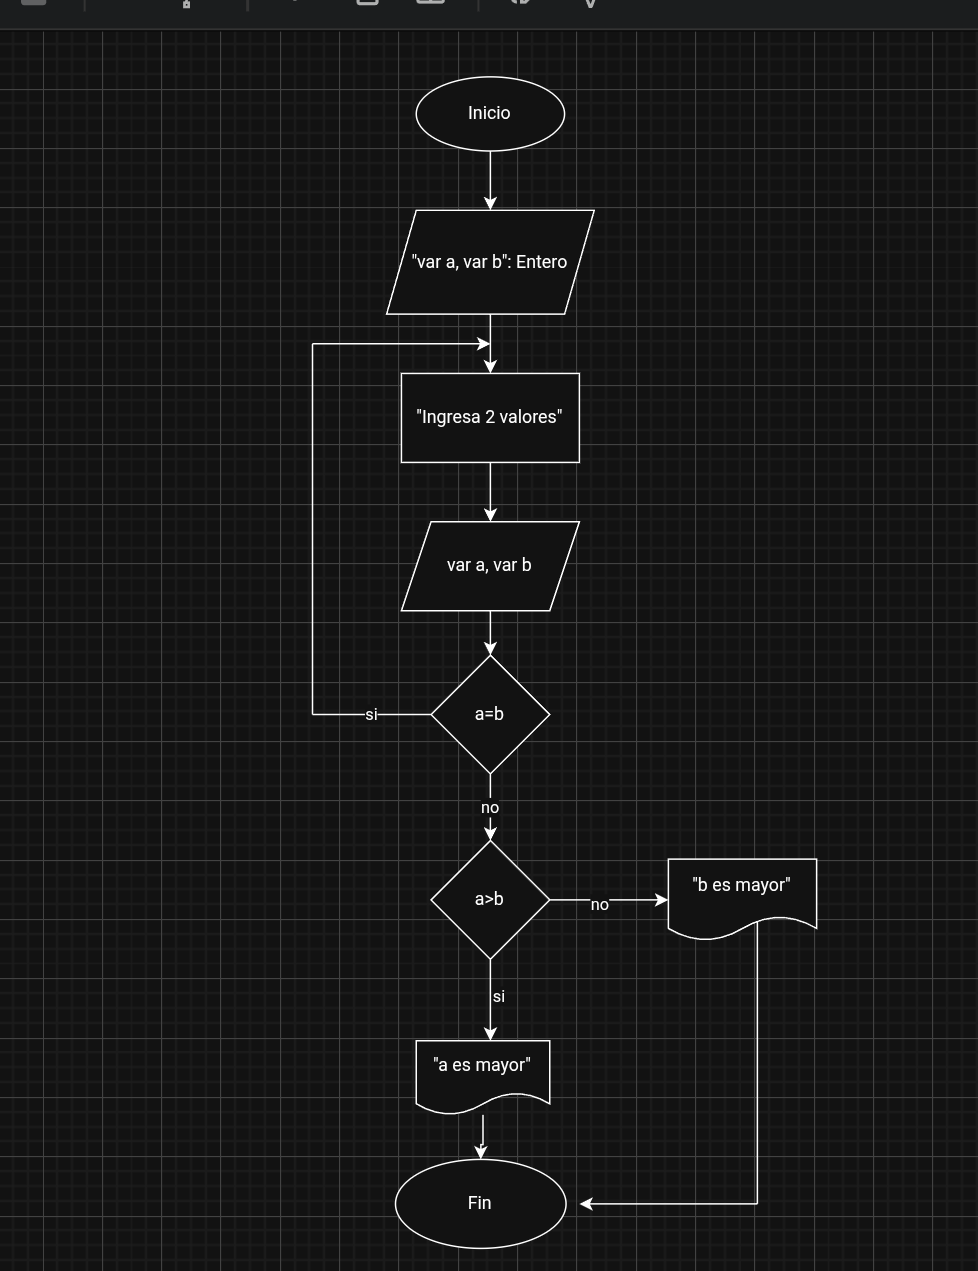 Inicio
"var a, var b": Entero
"Ingresa 2 valores"
var a, var b
a=b
si
no
a>b
no
"b es mayor"
si
"a es mayor"
Fin